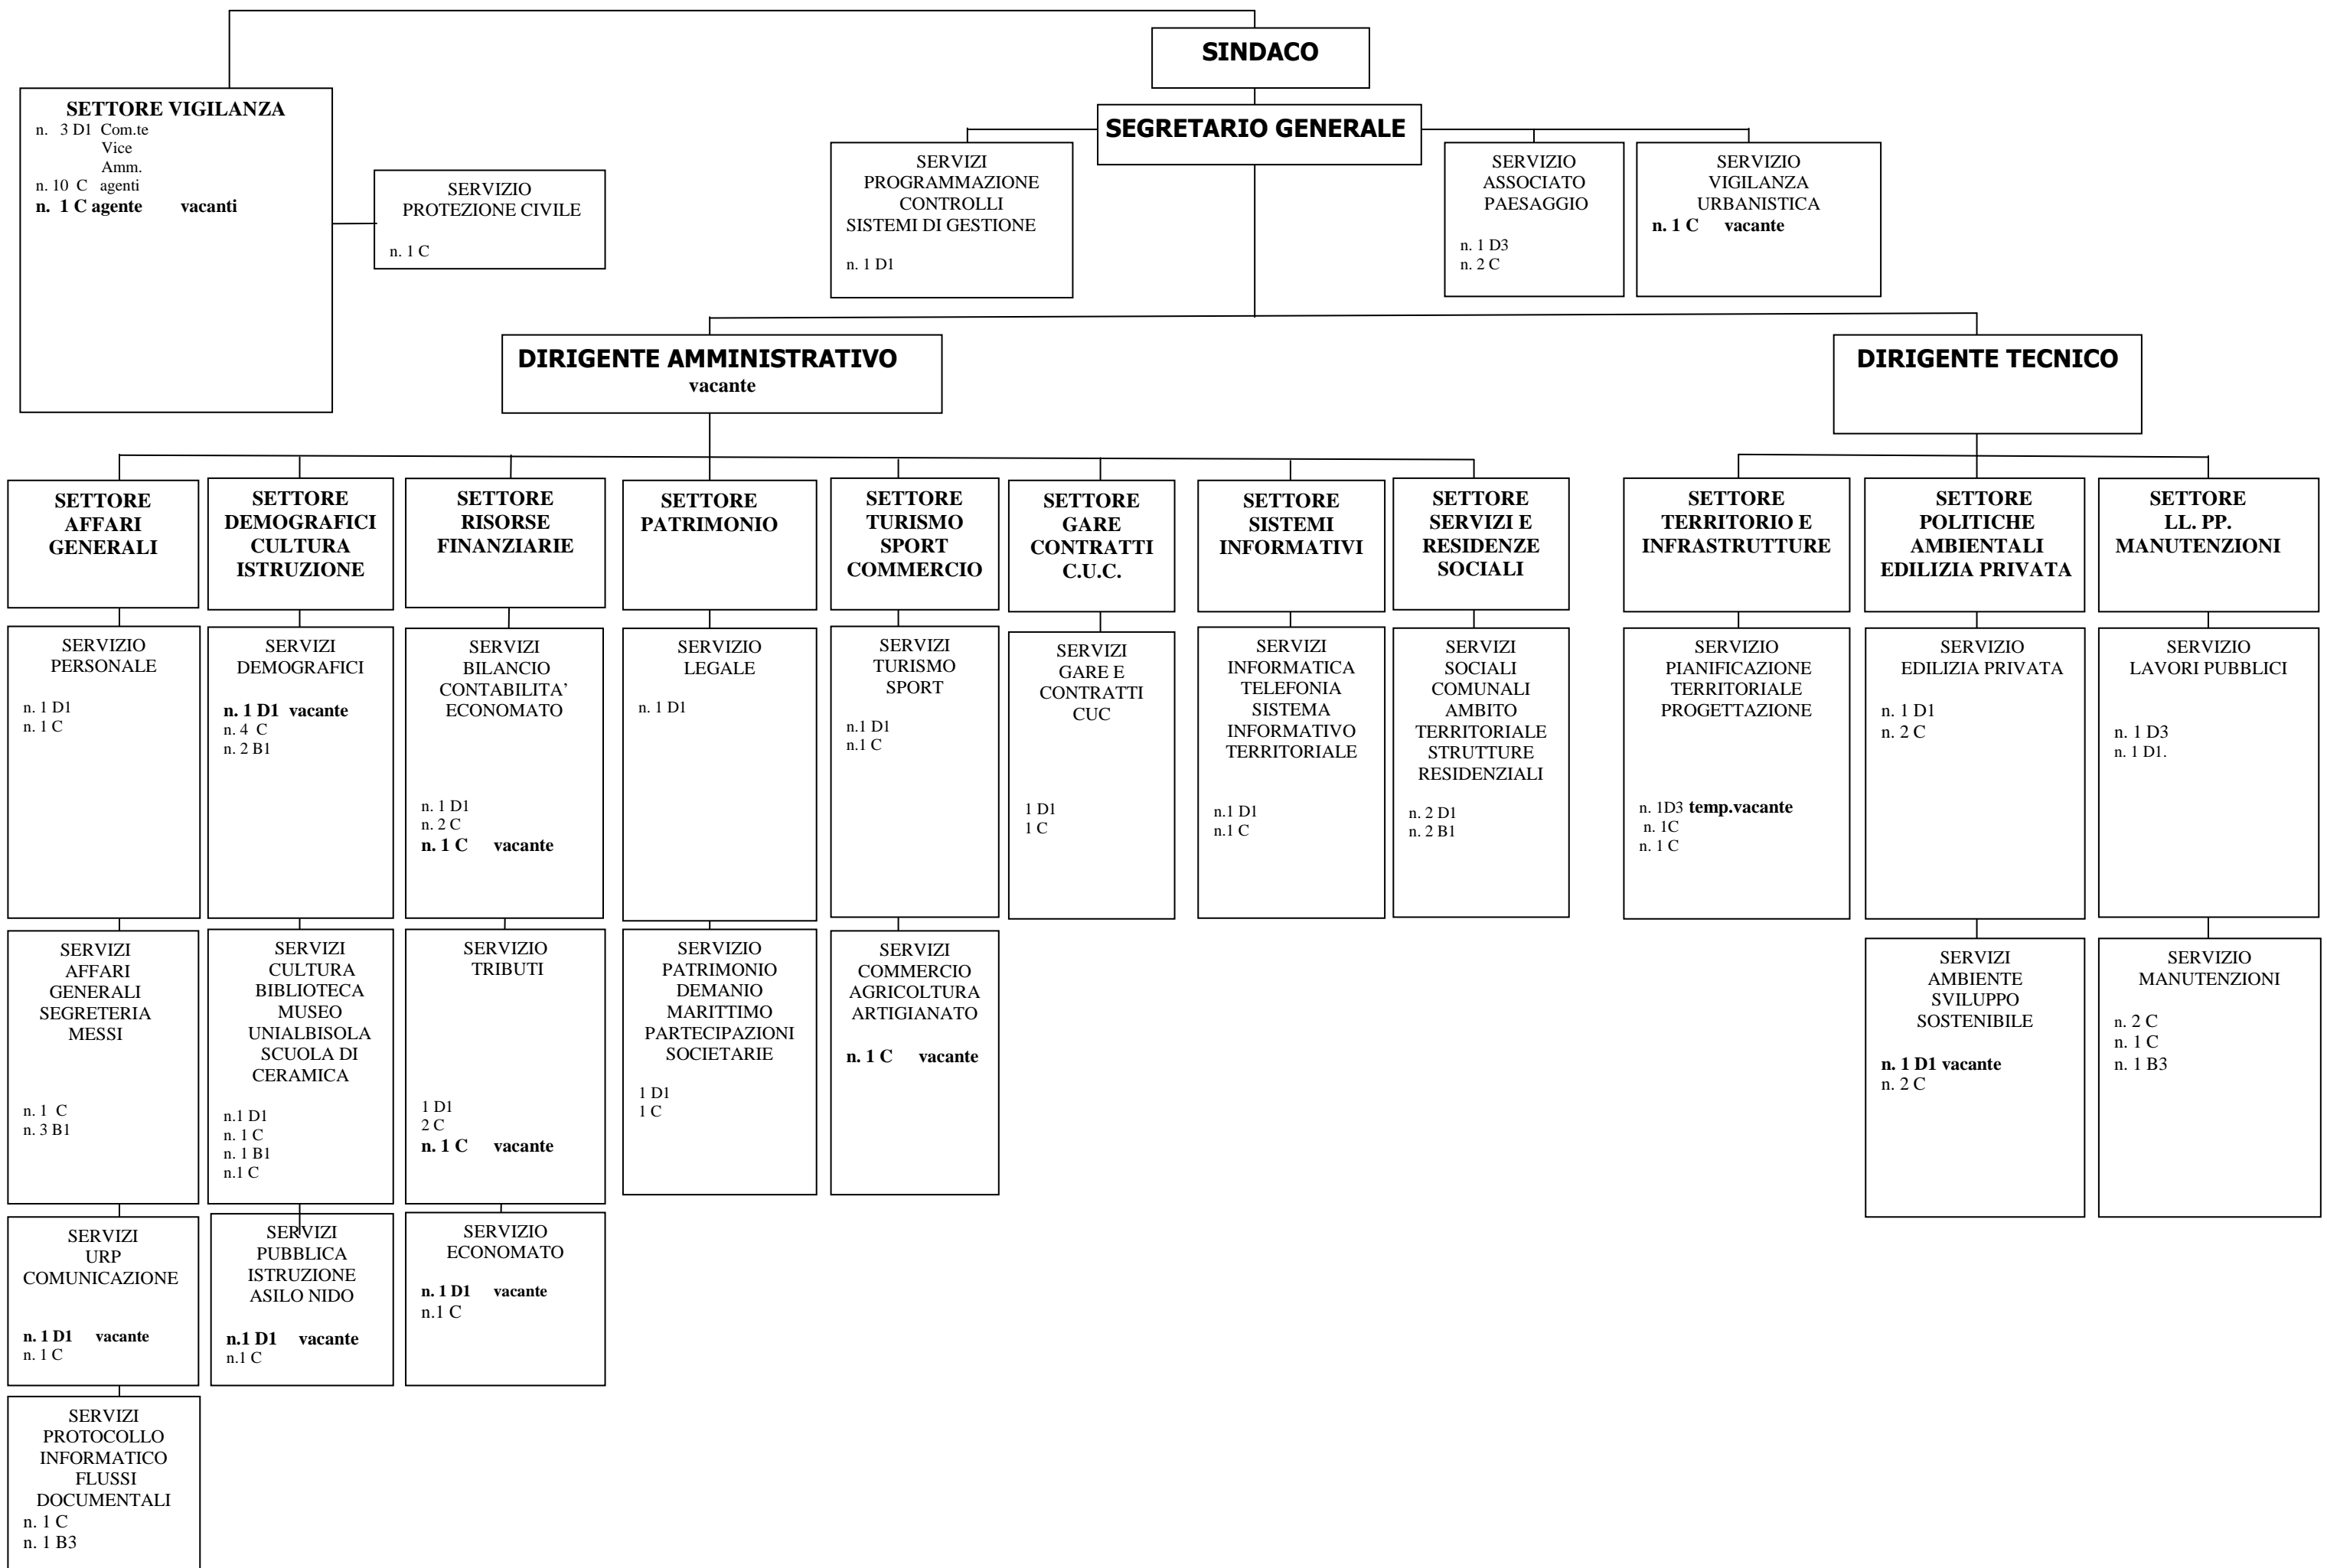 SINDACO
SETTORE VIGILANZA
n. 3 D1 Com.te
Vice
Amm.
n. 10 C agenti
n. 1 C agente vacanti
SERVIZIO
PROTEZIONE CIVILE
n. 1 C
SEGRETARIO GENERALE
SERVIZI
PROGRAMMAZIONE
CONTROLLI
SISTEMI DI GESTIONE
n. 1 D1
SERVIZIO
ASSOCIATO
PAESAGGIO
n. 1 D3
n. 2 C
SERVIZIO
VIGILANZA
URBANISTICA
n. 1 C vacante
DIRIGENTE AMMINISTRATIVO
vacante
DIRIGENTE TECNICO
SETTORE
AFFARI
GENERALI
SETTORE
DEMOGRAFICI
CULTURA
ISTRUZIONE
SETTORE
RISORSE
FINANZIARIE
SETTORE
PATRIMONIO
SETTORE
TURISMO
SPORT
COMMERCIO
SETTORE
GARE
CONTRATTI
C.U.C.
SETTORE
SISTEMI
INFORMATIVI
SETTORE
SERVIZI E
RESIDENZE
SOCIALI
SETTORE
TERRITORIO E
INFRASTRUTTURE
SETTORE
POLITICHE
AMBIENTALI
EDILIZIA PRIVATA
SETTORE
LL. PP.
MANUTENZIONI
SERVIZIO
PERSONALE
n. 1 D1
n. 1 C
SERVIZI
DEMOGRAFICI
n. 1 D1 vacante
n. 4 C
n. 2 B1
SERVIZI
BILANCIO
CONTABILITA’
ECONOMATO
n. 1 D1
n. 2 C
n. 1 C vacante
SERVIZIO
LEGALE
n. 1 D1
SERVIZI
TURISMO
SPORT
n.1 D1
n.1 C
SERVIZI
GARE E
CONTRATTI
CUC
1 D1
1 C
SERVIZI
INFORMATICA
TELEFONIA
SISTEMA
INFORMATIVO
TERRITORIALE
n.1 D1
n.1 C
SERVIZI
SOCIALI
COMUNALI
AMBITO
TERRITORIALE
STRUTTURE
RESIDENZIALI
n. 2 D1
n. 2 B1
SERVIZIO
PIANIFICAZIONE
TERRITORIALE
PROGETTAZIONE
n. 1D3 temp.vacante
n. 1C
n. 1 C
SERVIZIO
EDILIZIA PRIVATA
n. 1 D1
n. 2 C
SERVIZIO
LAVORI PUBBLICI
n. 1 D3
n. 1 D1.
SERVIZI
AFFARI
GENERALI
SEGRETERIA
MESSI
n. 1 C
n. 3 B1
SERVIZI
CULTURA
BIBLIOTECA
MUSEO
UNIALBISOLA
SCUOLA DI
CERAMICA
n.1 D1
n. 1 C
n. 1 B1
n.1 C
SERVIZIO
TRIBUTI
1 D1
2 C
n. 1 C vacante
SERVIZIO
PATRIMONIO
DEMANIO
MARITTIMO
PARTECIPAZIONI
SOCIETARIE
1 D1
1 C
SERVIZI
COMMERCIO
AGRICOLTURA
ARTIGIANATO
n. 1 C vacante
SERVIZI
AMBIENTE
SVILUPPO
SOSTENIBILE
n. 1 D1 vacante
n. 2 C
SERVIZIO
MANUTENZIONI
n. 2 C
n. 1 C
n. 1 B3
SERVIZI
URP
COMUNICAZIONE
n. 1 D1 vacante
n. 1 C
SERVIZI
PUBBLICA
ISTRUZIONE
ASILO NIDO
n.1 D1 vacante
n.1 C
SERVIZIO
ECONOMATO
n. 1 D1 vacante
n.1 C
SERVIZI
PROTOCOLLO
INFORMATICO
FLUSSI
DOCUMENTALI
n. 1 C
n. 1 B3